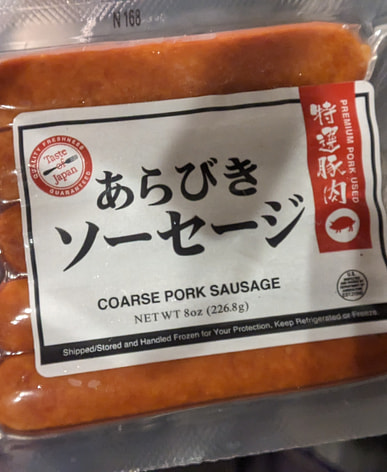 N 168
QUALITY FRESHNESS
Taste of
Japan
GUARANTEED
あらびき
ソーセージ
特選豚肉
PREMIUM PORK USED
COARSE PORK SAUSAGE
NET WT 8oz (226.8g)
Shipped/Stored and Handled Frozen for Your Protection, Keep Refrigerated or Freeze.